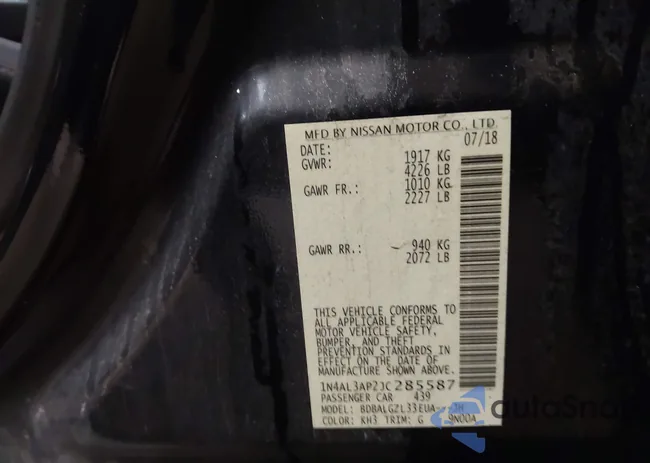 MFD BY NISSAN MOTOR CO., LTD.
DATE: 07/18
GVWR: 1917 KG
4226 LB
GAWR FR.: 1010 KG
2227 LB
GAWR RR.: 940 KG
2072 LB
THIS VEHICLE CONFORMS TO
ALL APPLICABLE FEDERAL
MOTOR VEHICLE SAFETY,
BUMPER, AND THEFT
PREVENTION STANDARDS IN
EFFECT ON THE DATE OF
MANUFACTURE SHOWN ABOVE.
1N4AL3AP2JC285587
PASSENGER CAR 439
MODEL: BDBALGZL33EUA-
COLOR: KH3 TRIM: G